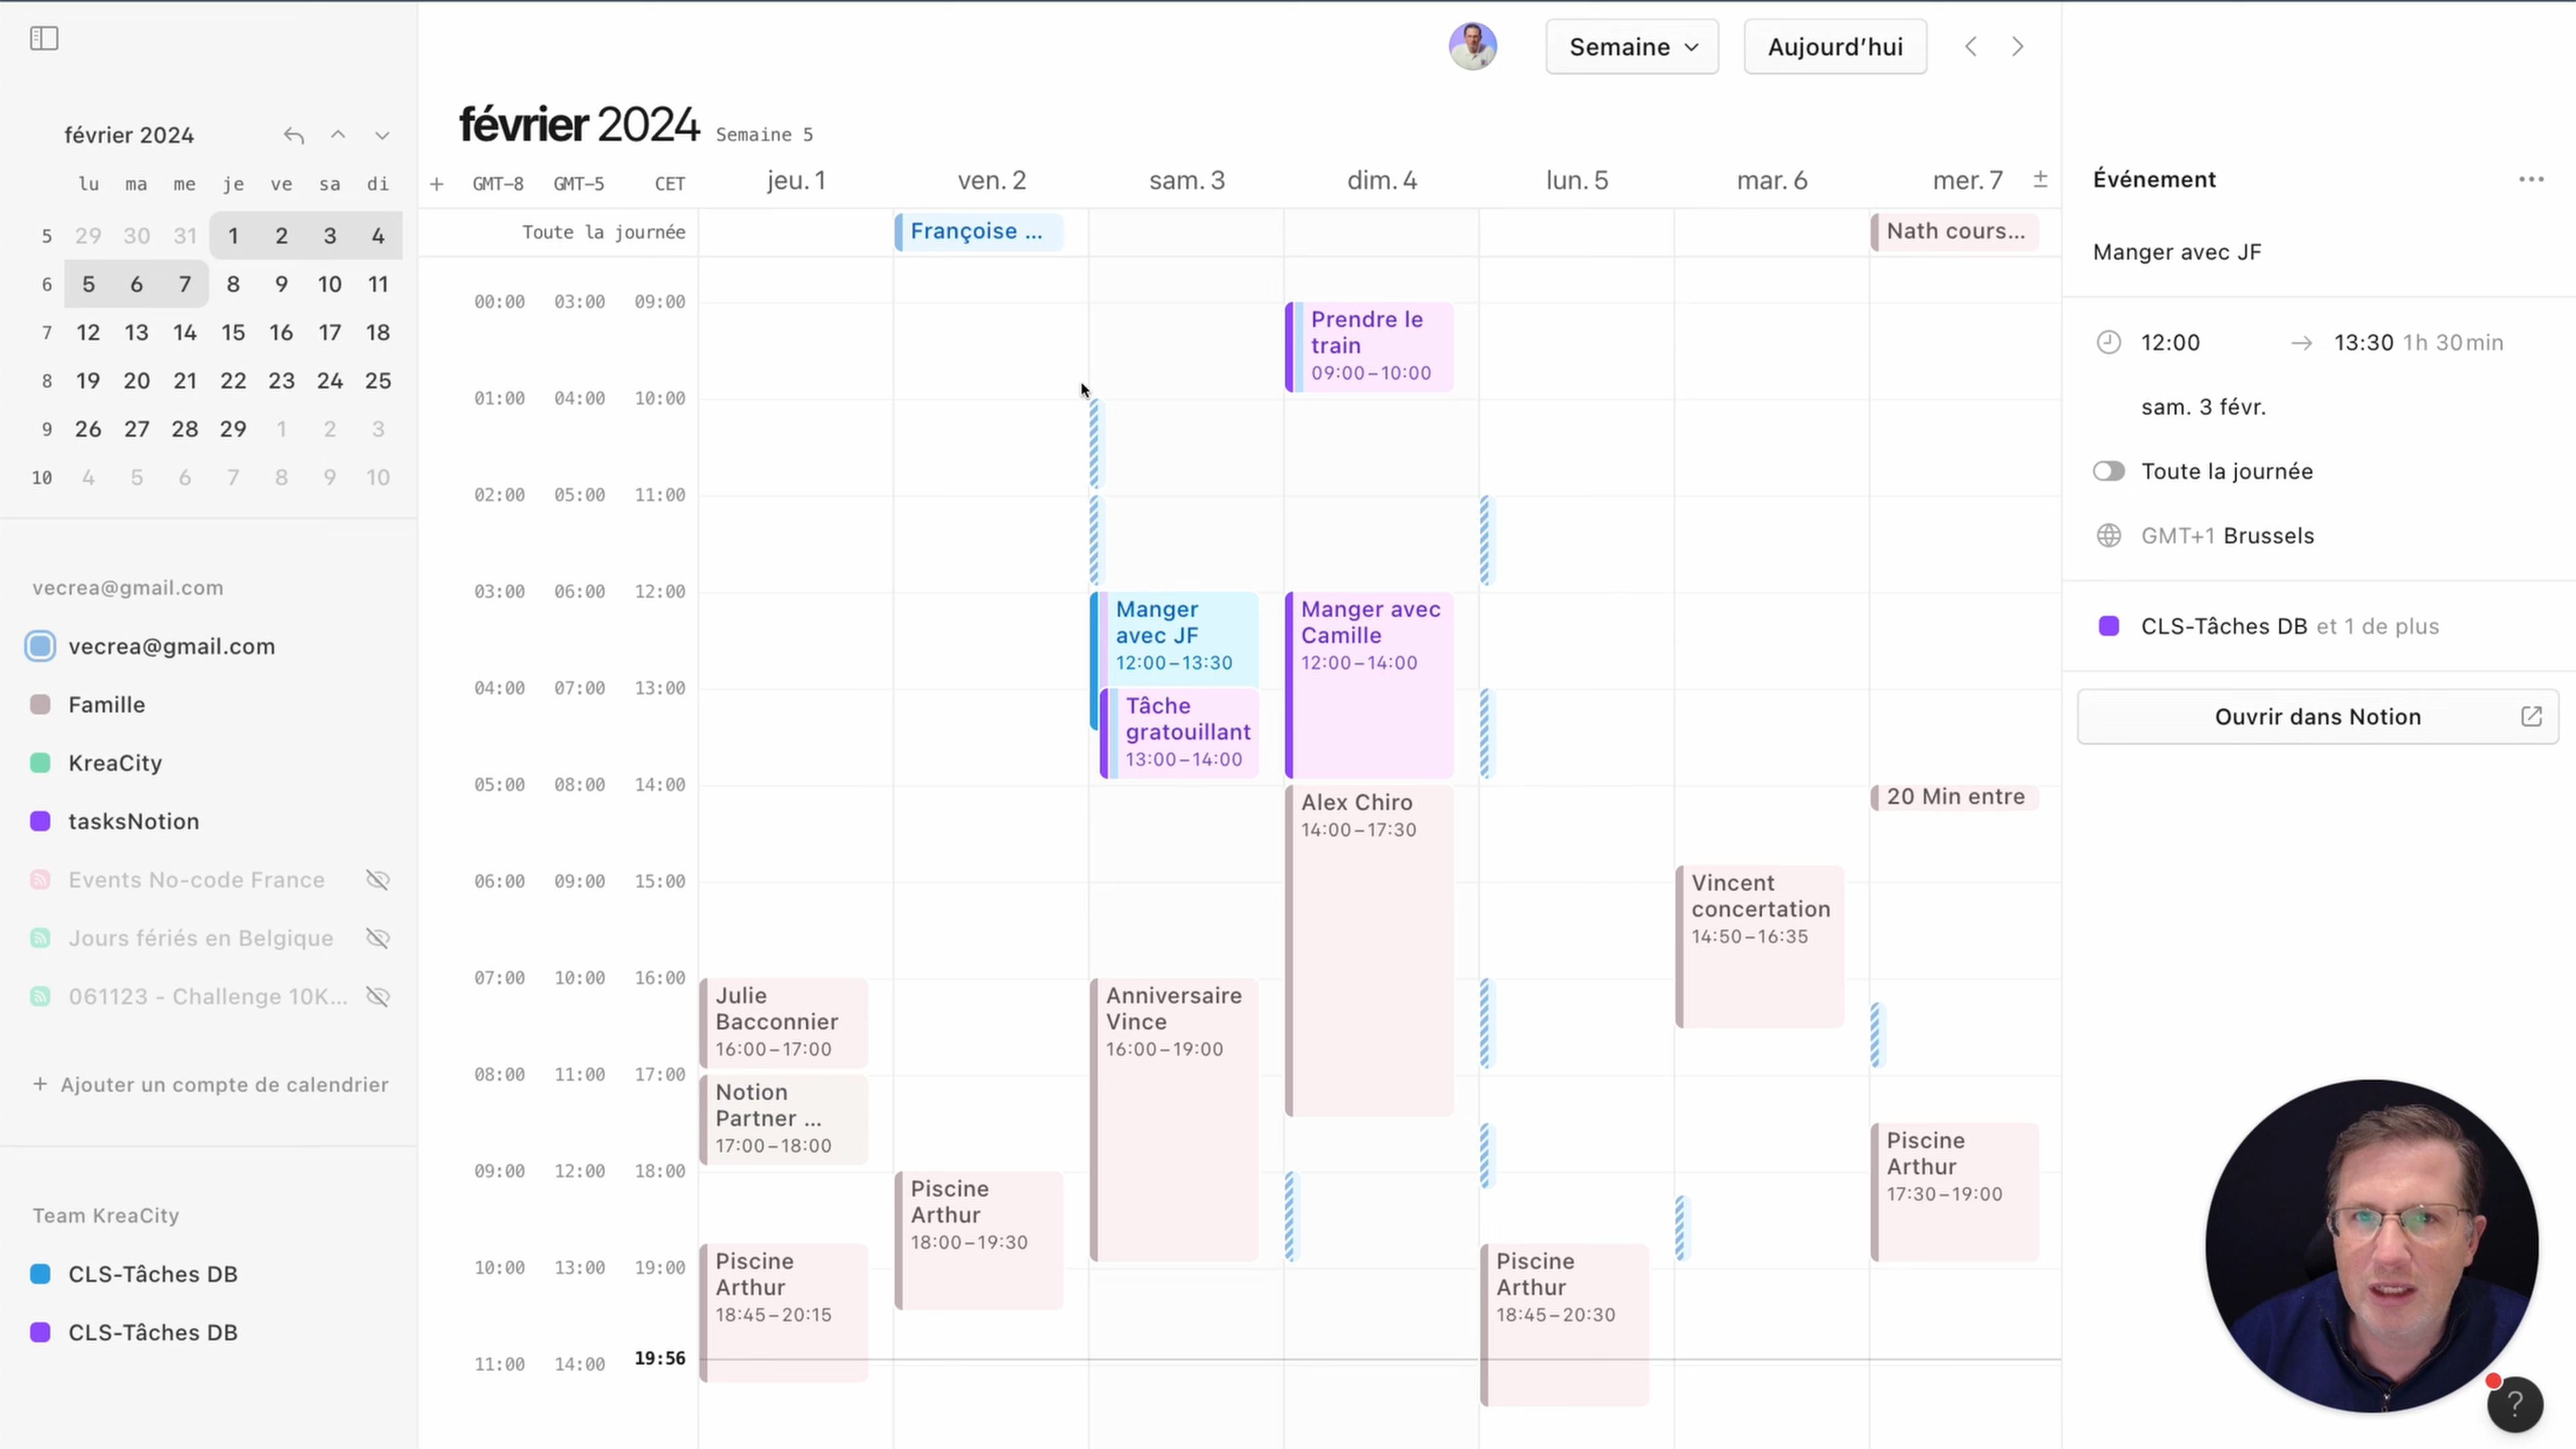 février 2024
lu ma me je ve sa di
5 29 30 31 1 2 3 4
6 5 6 7 8 9 10 11
7 12 13 14 15 16 17 18
8 19 20 21 22 23 24 25
9 26 27 28 29 1 2 3
10 4 5 6 7 8 9 10
vecrea@gmail.com
vecrea@gmail.com
Famille
KreaCity
tasksNotion
Events No-code France
Jours fériés en Belgique
061123 - Challenge 10K...
+ Ajouter un compte de calendrier
Team KreaCity
CLS-Tâches DB
CLS-Tâches DB
Semaine
Aujourd’hui
février 2024 Semaine 5
+ GMT-8 GMT-5 CET jeu. 1 ven. 2 sam. 3 dim. 4 lun. 5 mar. 6 mer. 7 ±
Toute la journée Françoise ... Nath cours...
00:00 03:00 09:00
01:00 04:00 10:00
02:00 05:00 11:00
03:00 06:00 12:00
04:00 07:00 13:00
05:00 08:00 14:00
06:00 09:00 15:00
07:00 10:00 16:00
08:00 11:00 17:00
09:00 12:00 18:00
10:00 13:00 19:00
11:00 14:00 19:56
Julie
Bacconnier
16:00–17:00
Notion
Partner ...
17:00–18:00
Piscine
Arthur
18:45–20:15
Piscine
Arthur
18:00–19:30
Manger
avec JF
12:00–13:30
Tâche
gratouillant
13:00–14:00
Anniversaire
Vince
16:00–19:00
Prendre le
train
09:00–10:00
Manger avec
Camille
12:00–14:00
Alex Chiro
14:00–17:30
Piscine
Arthur
18:45–20:30
Vincent
concertation
14:50–16:35
20 Min entre
Piscine
Arthur
17:30–19:00
Événement
Manger avec JF
12:00 → 13:30 1h 30min
sam. 3 févr.
Toute la journée
GMT+1 Brussels
CLS-Tâches DB et 1 de plus
Ouvrir dans Notion
?